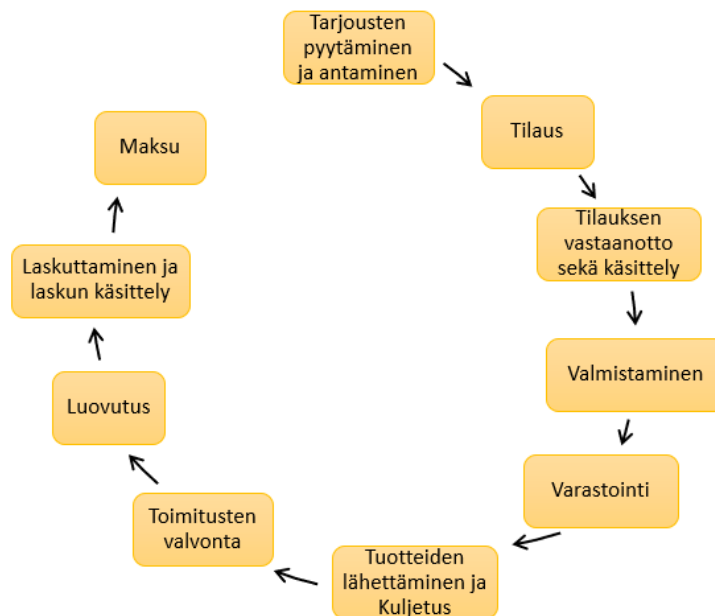 Tarjousten
pyytäminen
ja antaminen
Tilaus
Tilauksen
vastaanotto
sekä käsittely
Valmistaminen
Varastointi
Tuotteiden
lähettäminen ja
Kuljetus
Toimitusten
valvonta
Luovutus
Laskuttaminen ja
laskun käsittely
Maksu